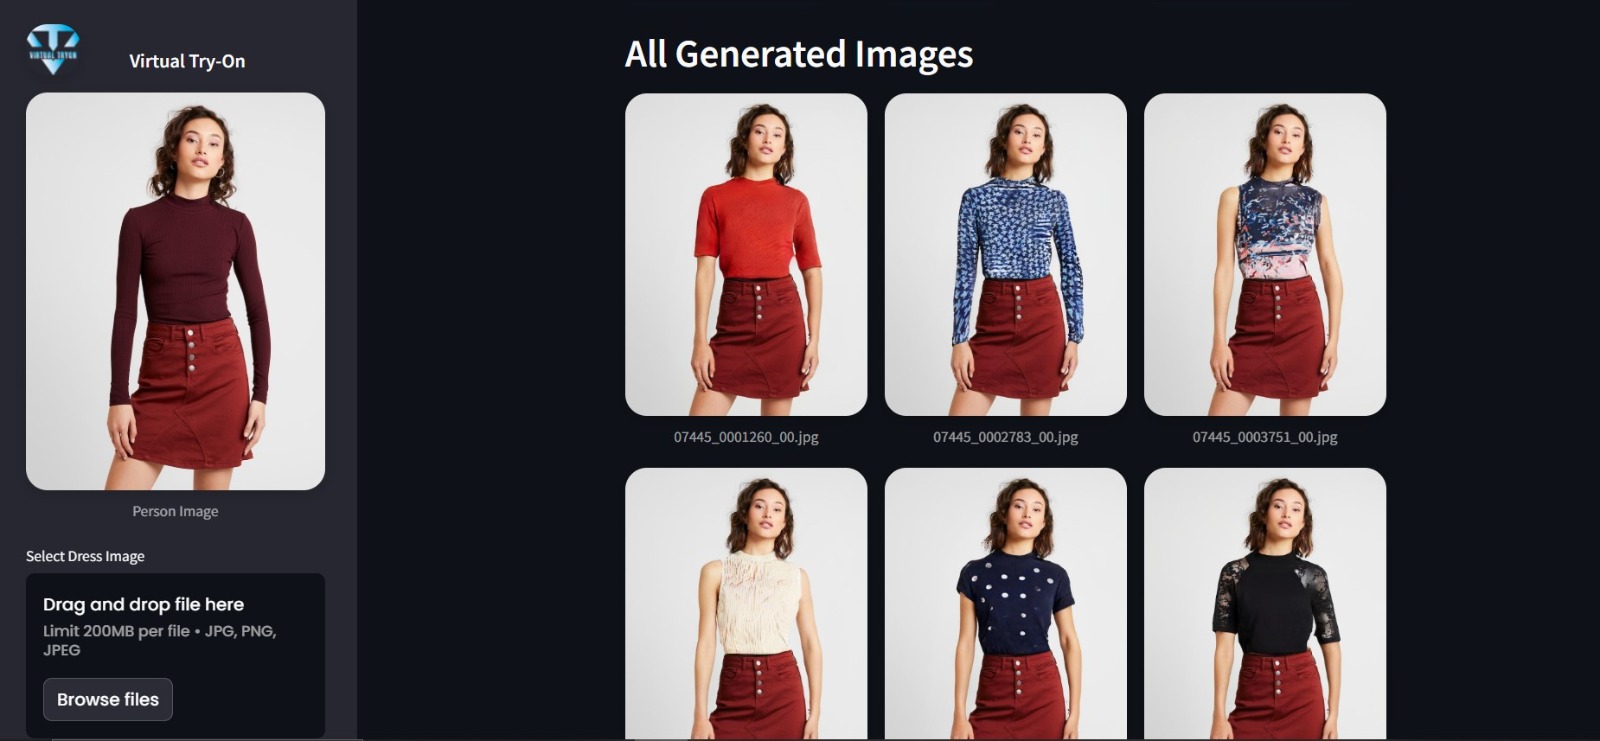 VIRTUAL TRYON
Virtual Try-On
Person Image
Select Dress Image
Drag and drop file here
Limit 200MB per file • JPG, PNG,
JPEG
Browse files
All Generated Images
07445_0001260_00.jpg
07445_0002783_00.jpg
07445_0003751_00.jpg